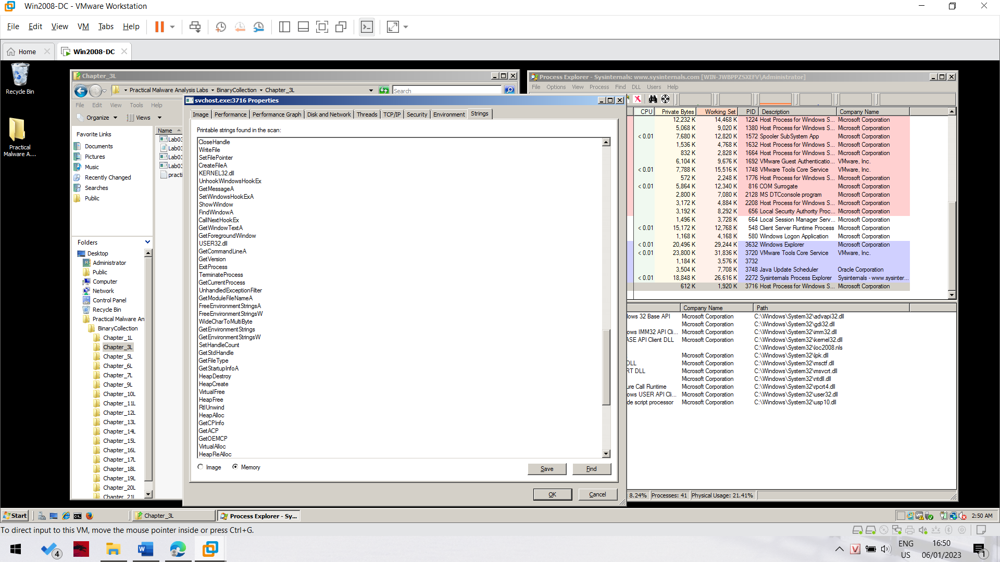 Win2008-DC - VMware Workstation
File Edit View VM Tabs Help
Home
Win2008-DC
Recycle Bin
Practical
Malware A...
Chapter_3L
Practical Malware Analysis Labs BinaryCollection Chapter_3L
Search
File Edit View Tools Help
Organize Views
Favorite Links
Documents
Pictures
Music
Recently Changed
Searches
Public
Folders
Desktop
Administrator
Public
Computer
Network
Control Panel
Recycle Bin
Practical Malware An
BinaryCollection
Chapter_1L
Chapter_3L
Chapter_5L
Chapter_6L
Chapter_7L
Chapter_9L
Chapter_10L
Chapter_11L
Chapter_12L
Chapter_13L
Chapter_14L
Chapter_15L
Chapter_16L
Chapter_17L
Chapter_18L
Chapter_19L
Chapter_20L
Chapter_21L
Name
Lab03
Lab03
Lab03
Lab03
practi
svchost.exe:3716 Properties
Image Performance Performance Graph Disk and Network Threads TCP/IP Security Environment Strings
Printable strings found in the scan:
CloseHandle
WriteFile
SetFilePointer
CreateFileA
KERNEL32.dll
UnhookWindowsHookEx
GetMessageA
SetWindowsHookExA
ShowWindow
FindWindowA
CallNextHookEx
GetWindowTextA
GetForegroundWindow
USER32.dll
GetCommandLineA
GetVersion
ExitProcess
TerminateProcess
GetCurrentProcess
UnhandledExceptionFilter
GetModuleFileNameA
FreeEnvironmentStringsA
FreeEnvironmentStringsW
WideCharToMultiByte
GetEnvironmentStrings
GetEnvironmentStringsW
SetHandleCount
GetStdHandle
GetFileType
GetStartupInfoA
HeapDestroy
HeapCreate
VirtualFree
HeapFree
RtlUnwind
HeapAlloc
GetCPInfo
GetACP
GetOEMCP
VirtualAlloc
HeapReAlloc
Image Memory
Save Find
OK Cancel
Process Explorer - Sysinternals: www.sysinternals.com [WIN-JWBPPZSXEFV\Administrator]
File Options View Process Find DLL Users Help
CPU Private Bytes Working Set PID Description Company Name
12,232 K 14,468 K 1224 Host Process for Windows S... Microsoft Corporation
5,068 K 9,020 K 1380 Host Process for Windows S... Microsoft Corporation
< 0.01 7,680 K 12,820 K 1572 Spooler SubSystem App Microsoft Corporation
1,536 K 4,768 K 1632 Host Process for Windows S... Microsoft Corporation
832 K 2,828 K 1664 Host Process for Windows S... Microsoft Corporation
6,104 K 9,676 K 1692 VMware Guest Authenticatio... VMware, Inc.
< 0.01 7,788 K 15,516 K 1748 VMware Tools Core Service VMware, Inc.
572 K 2,248 K 1776 Host Process for Windows S... Microsoft Corporation
< 0.01 5,864 K 12,340 K 816 COM Surrogate Microsoft Corporation
2,800 K 7,080 K 2128 MS DTCconsole program Microsoft Corporation
3,172 K 4,884 K 2208 Host Process for Windows S... Microsoft Corporation
3,192 K 8,292 K 656 Local Security Authority Proc... Microsoft Corporation
1,496 K 3,728 K 664 Local Session Manager Serv... Microsoft Corporation
< 0.01 15,172 K 12,768 K 548 Client Server Runtime Process Microsoft Corporation
1,168 K 4,168 K 580 Windows Logon Application Microsoft Corporation
< 0.01 20,496 K 29,244 K 3632 Windows Explorer Microsoft Corporation
< 0.01 23,800 K 31,836 K 3720 VMware Tools Core Service VMware, Inc.
1,184 K 3,576 K 3732
3,504 K 7,708 K 3748 Java Update Scheduler Oracle Corporation
< 0.01 18,848 K 26,616 K 2272 Sysinternals Process Explorer Sysinternals - www.sysinter...
612 K 1,920 K 3716 Host Process for Windows S... Microsoft Corporation
Company Name Path
lows 32 Base API Microsoft Corporation C:\Windows\System32\advapi32.dll
Microsoft Corporation C:\Windows\System32\gdi32.dll
ows IMM32 API Cli... Microsoft Corporation C:\Windows\System32\imm32.dll
ASE API Client DLL Microsoft Corporation C:\Windows\System32\kernel32.dll
C:\Windows\System32\loc2008.nls
Microsoft Corporation C:\Windows\System32\lpk.dll
DLL Microsoft Corporation C:\Windows\System32\msctf.dll
RT DLL Microsoft Corporation C:\Windows\System32\msvcrt.dll
Microsoft Corporation C:\Windows\System32\ntdll.dll
ure Call Runtime Microsoft Corporation C:\Windows\System32\rpcrt4.dll
ows USER API Cli... Microsoft Corporation C:\Windows\System32\user32.dll
de script processor Microsoft Corporation C:\Windows\System32\usp10.dll
8.24% Processes: 41 Physical Usage: 21.41%
Start
Chapter_3L
Process Explorer - Sy...
2:50 AM
To direct input to this VM, move the mouse pointer inside or press Ctrl+G.
4
ENG
US
16:50
06/01/2023
1